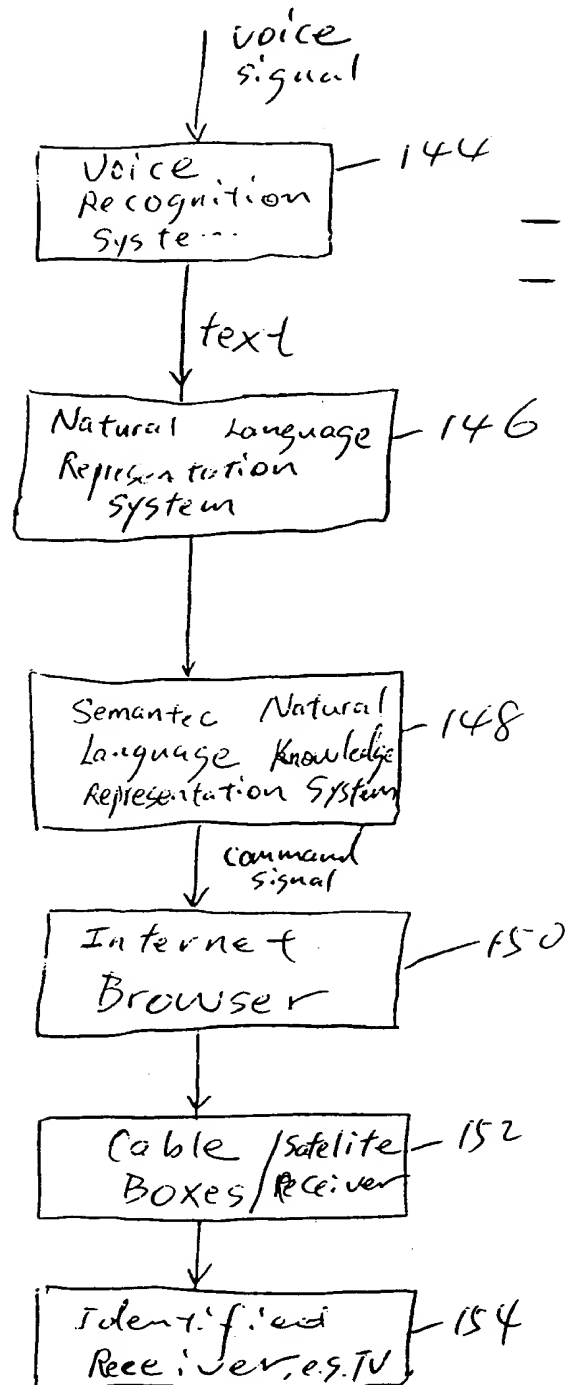 voice
signal
Voice
Recognition
Syste...
144
text
Natural Language
Representation
System
146
Semantec Natural
Language Knowledge
Representation System
148
command
signal
Internet
Browser
150
Cable /Satelite
Boxes/Receiver
152
Identified
Receiver, e.g. TV
154